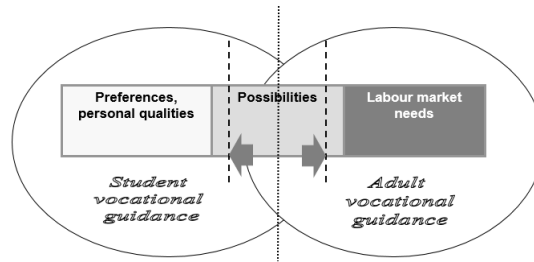 Preferences,
personal qualities
Possibilities
Labour market
needs
Student
vocational
guidance
Adult
vocational
guidance